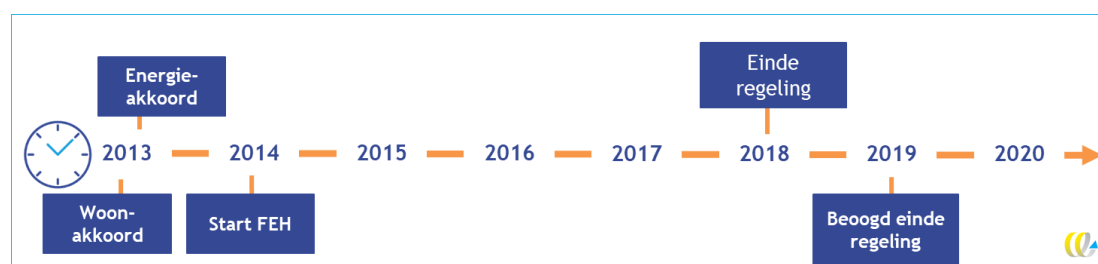 Energie-
akkoord
Einde
regeling
2013
2014
2015
2016
2017
2018
2019
2020
Woon-
akkoord
Start FEH
Beoogd einde
regeling